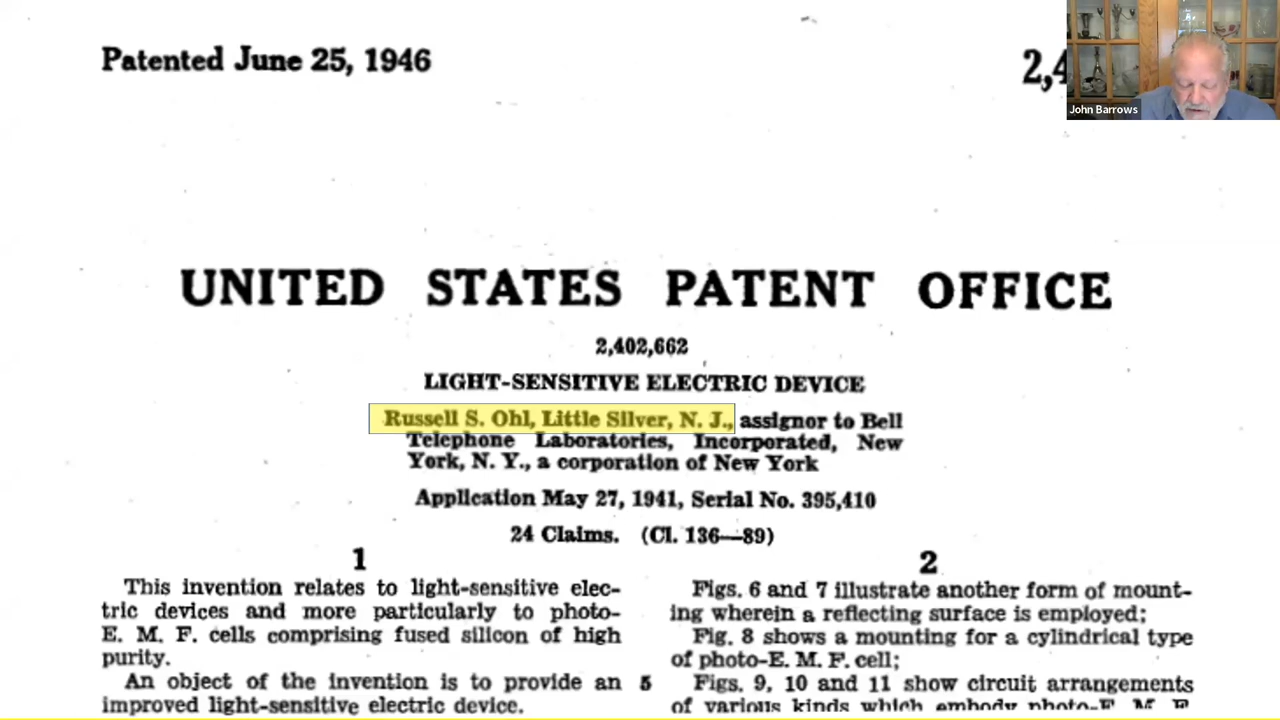 Patented June 25, 1946
2,4
John Barrows
UNITED STATES PATENT OFFICE
2,402,662
LIGHT-SENSITIVE ELECTRIC DEVICE
Russell S. Ohl, Little Silver, N. J., assignor to Bell
Telephone Laboratories, Incorporated, New
York, N. Y., a corporation of New York
Application May 27, 1941, Serial No. 395,410
24 Claims. (Cl. 136—89)
1
This invention relates to light-sensitive elec-
tric devices and more particularly to photo-
E. M. F. cells comprising fused silicon of high
purity.
An object of the invention is to provide an 5
improved light-sensitive electric device.
2
Figs. 6 and 7 illustrate another form of mount-
ing wherein a reflecting surface is employed;
Fig. 8 shows a mounting for a cylindrical type
of photo-E. M. F. cell;
Figs. 9, 10 and 11 show circuit arrangements
of various kinds which embody photo-E. M. F.